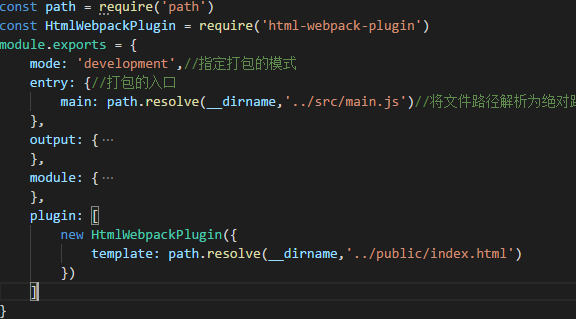 const path = require('path')
const HtmlWebpackPlugin = require('html-webpack-plugin')
module.exports = {
    mode: 'development',//指定打包的模式
    entry: {//打包的入口
        main: path.resolve(__dirname,'../src/main.js')//将文件路径解析为绝对
    },
    output: {…
    },
    module: {…
    },
    plugin: [
        new HtmlWebpackPlugin({
            template: path.resolve(__dirname,'../public/index.html')
        })
    ]
}